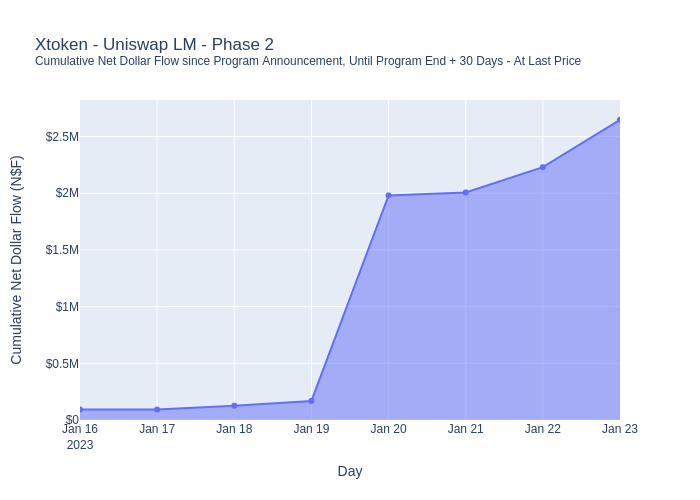 Xtoken - Uniswap LM - Phase 2
Cumulative Net Dollar Flow since Program Announcement, Until Program End + 30 Days - At Last Price
Cumulative Net Dollar Flow (N$F)
$2.5M
$2M
$1.5M
$1M
$0.5M
$0
Jan 16 Jan 17 Jan 18 Jan 19 Jan 20 Jan 21 Jan 22 Jan 23
2023
Day